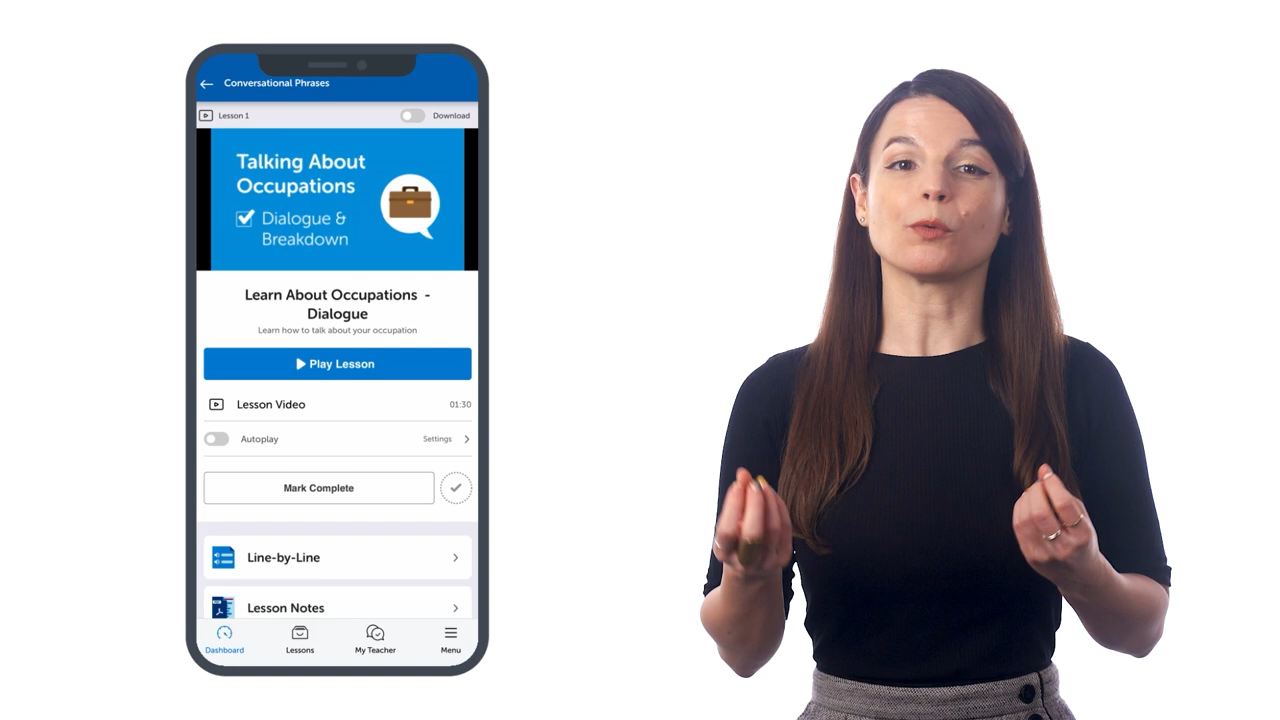 Conversational Phrases
Lesson 1
Download
Talking About
Occupations
Dialogue &
Breakdown
Learn About Occupations -
Dialogue
Learn how to talk about your occupation
Play Lesson
Lesson Video
01:30
Autoplay
Settings
Mark Complete
Line-by-Line
Lesson Notes
Dashboard
Lessons
My Teacher
Menu